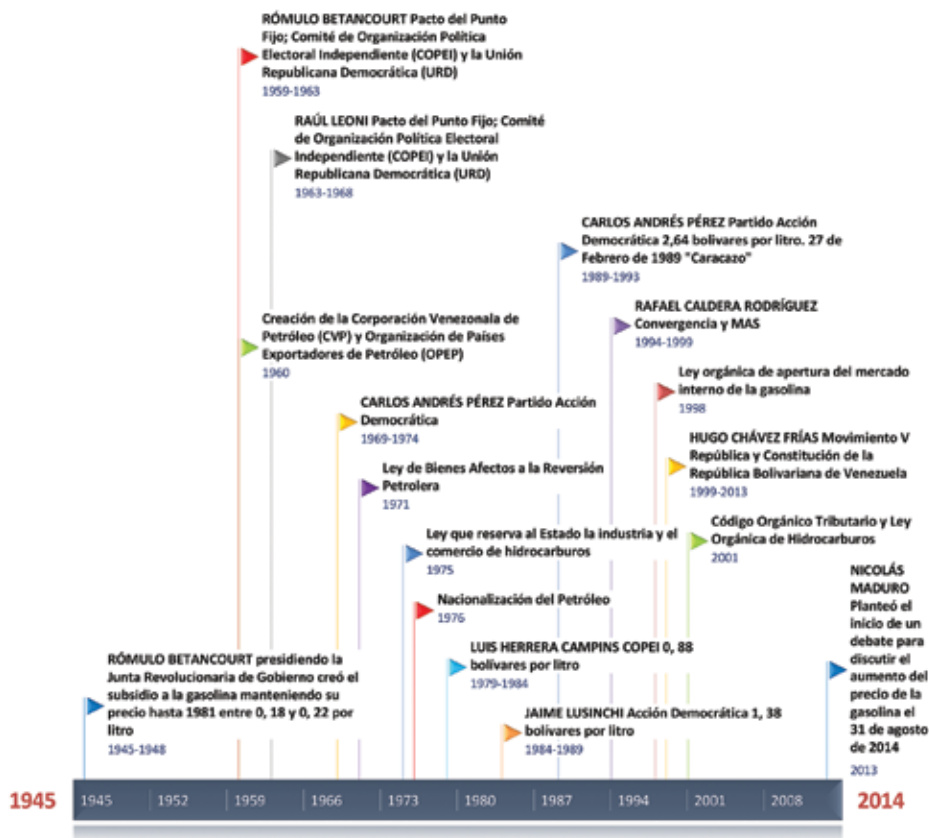 RÓMULO BETANCOURT Pacto del Punto
Fijo; Comité de Organización Política
Electoral Independiente (COPEI) y la Unión
Republicana Democrática (URD)
1959-1963
RAÚL LEONI Pacto del Punto Fijo; Comité
de Organización Política Electoral
Independiente (COPEI) y la Unión
Republicana Democrática (URD)
1963-1968
CARLOS ANDRÉS PÉREZ Partido Acción
Democrática 2,64 bolivares por litro. 27 de
Febrero de 1989 "Caracazo"
1989-1993
RAFAEL CALDERA RODRÍGUEZ
Convergencia y MAS
1994-1999
Creación de la Corporación Venezonala de
Petróleo (CVP) y Organización de Países
Exportadores de Petróleo (OPEP)
1960
Ley orgánica de apertura del mercado
interno de la gasolina
1998
CARLOS ANDRÉS PÉREZ Partido Acción
Democrática
1969-1974
HUGO CHÁVEZ FRÍAS Movimiento V
República y Constitución de la
República Bolivariana de Venezuela
1999-2013
Ley de Bienes Afectos a la Reversión
Petrolera
1971
Código Orgánico Tributario y Ley
Orgánica de Hidrocarburos
2001
Ley que reserva al Estado la industria y el
comercio de hidrocarburos
1975
NICOLÁS
MADURO
Planteó el
inicio de un
debate para
discutir el
aumento del
precio de la
gasolina el
31 de agosto
de 2014
2013
Nacionalización del Petróleo
1976
LUIS HERRERA CAMPINS COPEI 0, 88
bolívares por litro
1979-1984
RÓMULO BETANCOURT presidiendo la
Junta Revolucionaria de Gobierno creó el
subsidio a la gasolina manteniendo su
precio hasta 1981 entre 0, 18 y 0, 22 por
litro
1945-1948
JAIME LUSINCHI Acción Democrática 1, 38
bolívares por litro
1984-1989
1945 1945 1952 1959 1966 1973 1980 1987 1994 2001 2008 2014